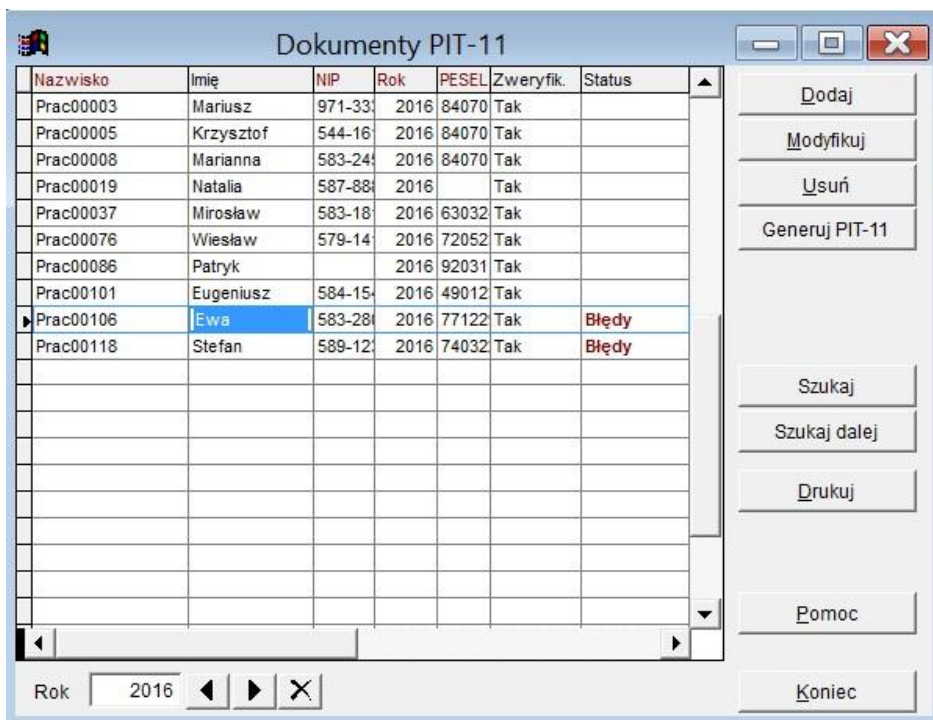 Dokumenty PIT-11
Nazwisko Imię NIP Rok PESEL Zweryfik. Status
Prac00003 Mariusz 971-33 2016 84070 Tak
Prac00005 Krzysztof 544-16 2016 84070 Tak
Prac00008 Marianna 583-24 2016 84070 Tak
Prac00019 Natalia 587-88 2016 Tak
Prac00037 Mirosław 583-18 2016 63032 Tak
Prac00076 Wiesław 579-14 2016 72052 Tak
Prac00086 Patryk 2016 92031 Tak
Prac00101 Eugeniusz 584-15 2016 49012 Tak
Prac00106 Ewa 583-28 2016 77122 Tak Błędy
Prac00118 Stefan 589-12 2016 74032 Tak Błędy
Dodaj
Modyfikuj
Usuń
Generuj PIT-11
Szukaj
Szukaj dalej
Drukuj
Pomoc
Koniec
Rok 2016